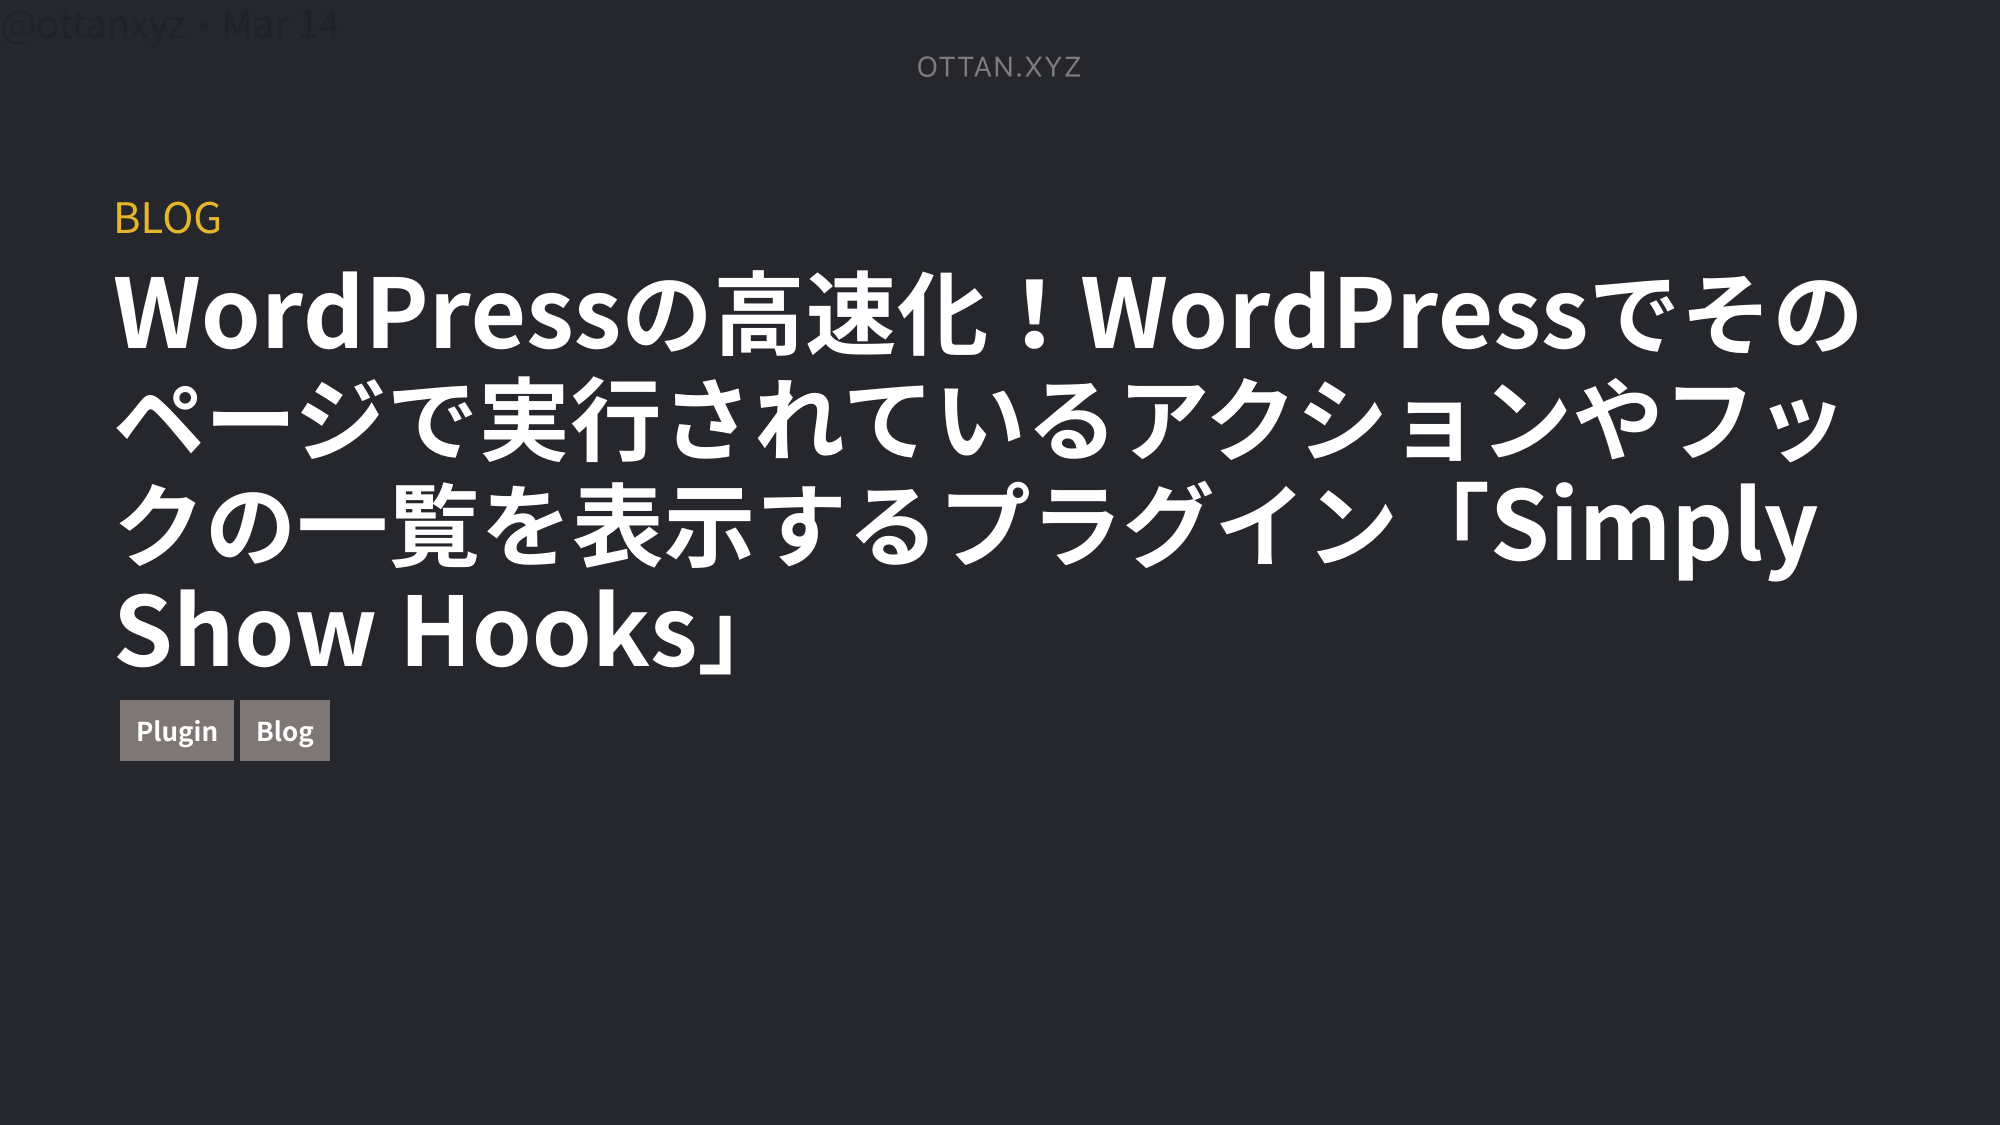 @ottanxyz・Mar 14
OTTAN.XYZ
BLOG
WordPressの高速化！WordPressでその
ページで実行されているアクションやフッ
クの一覧を表示するプラグイン「Simply
Show Hooks」
Plugin Blog